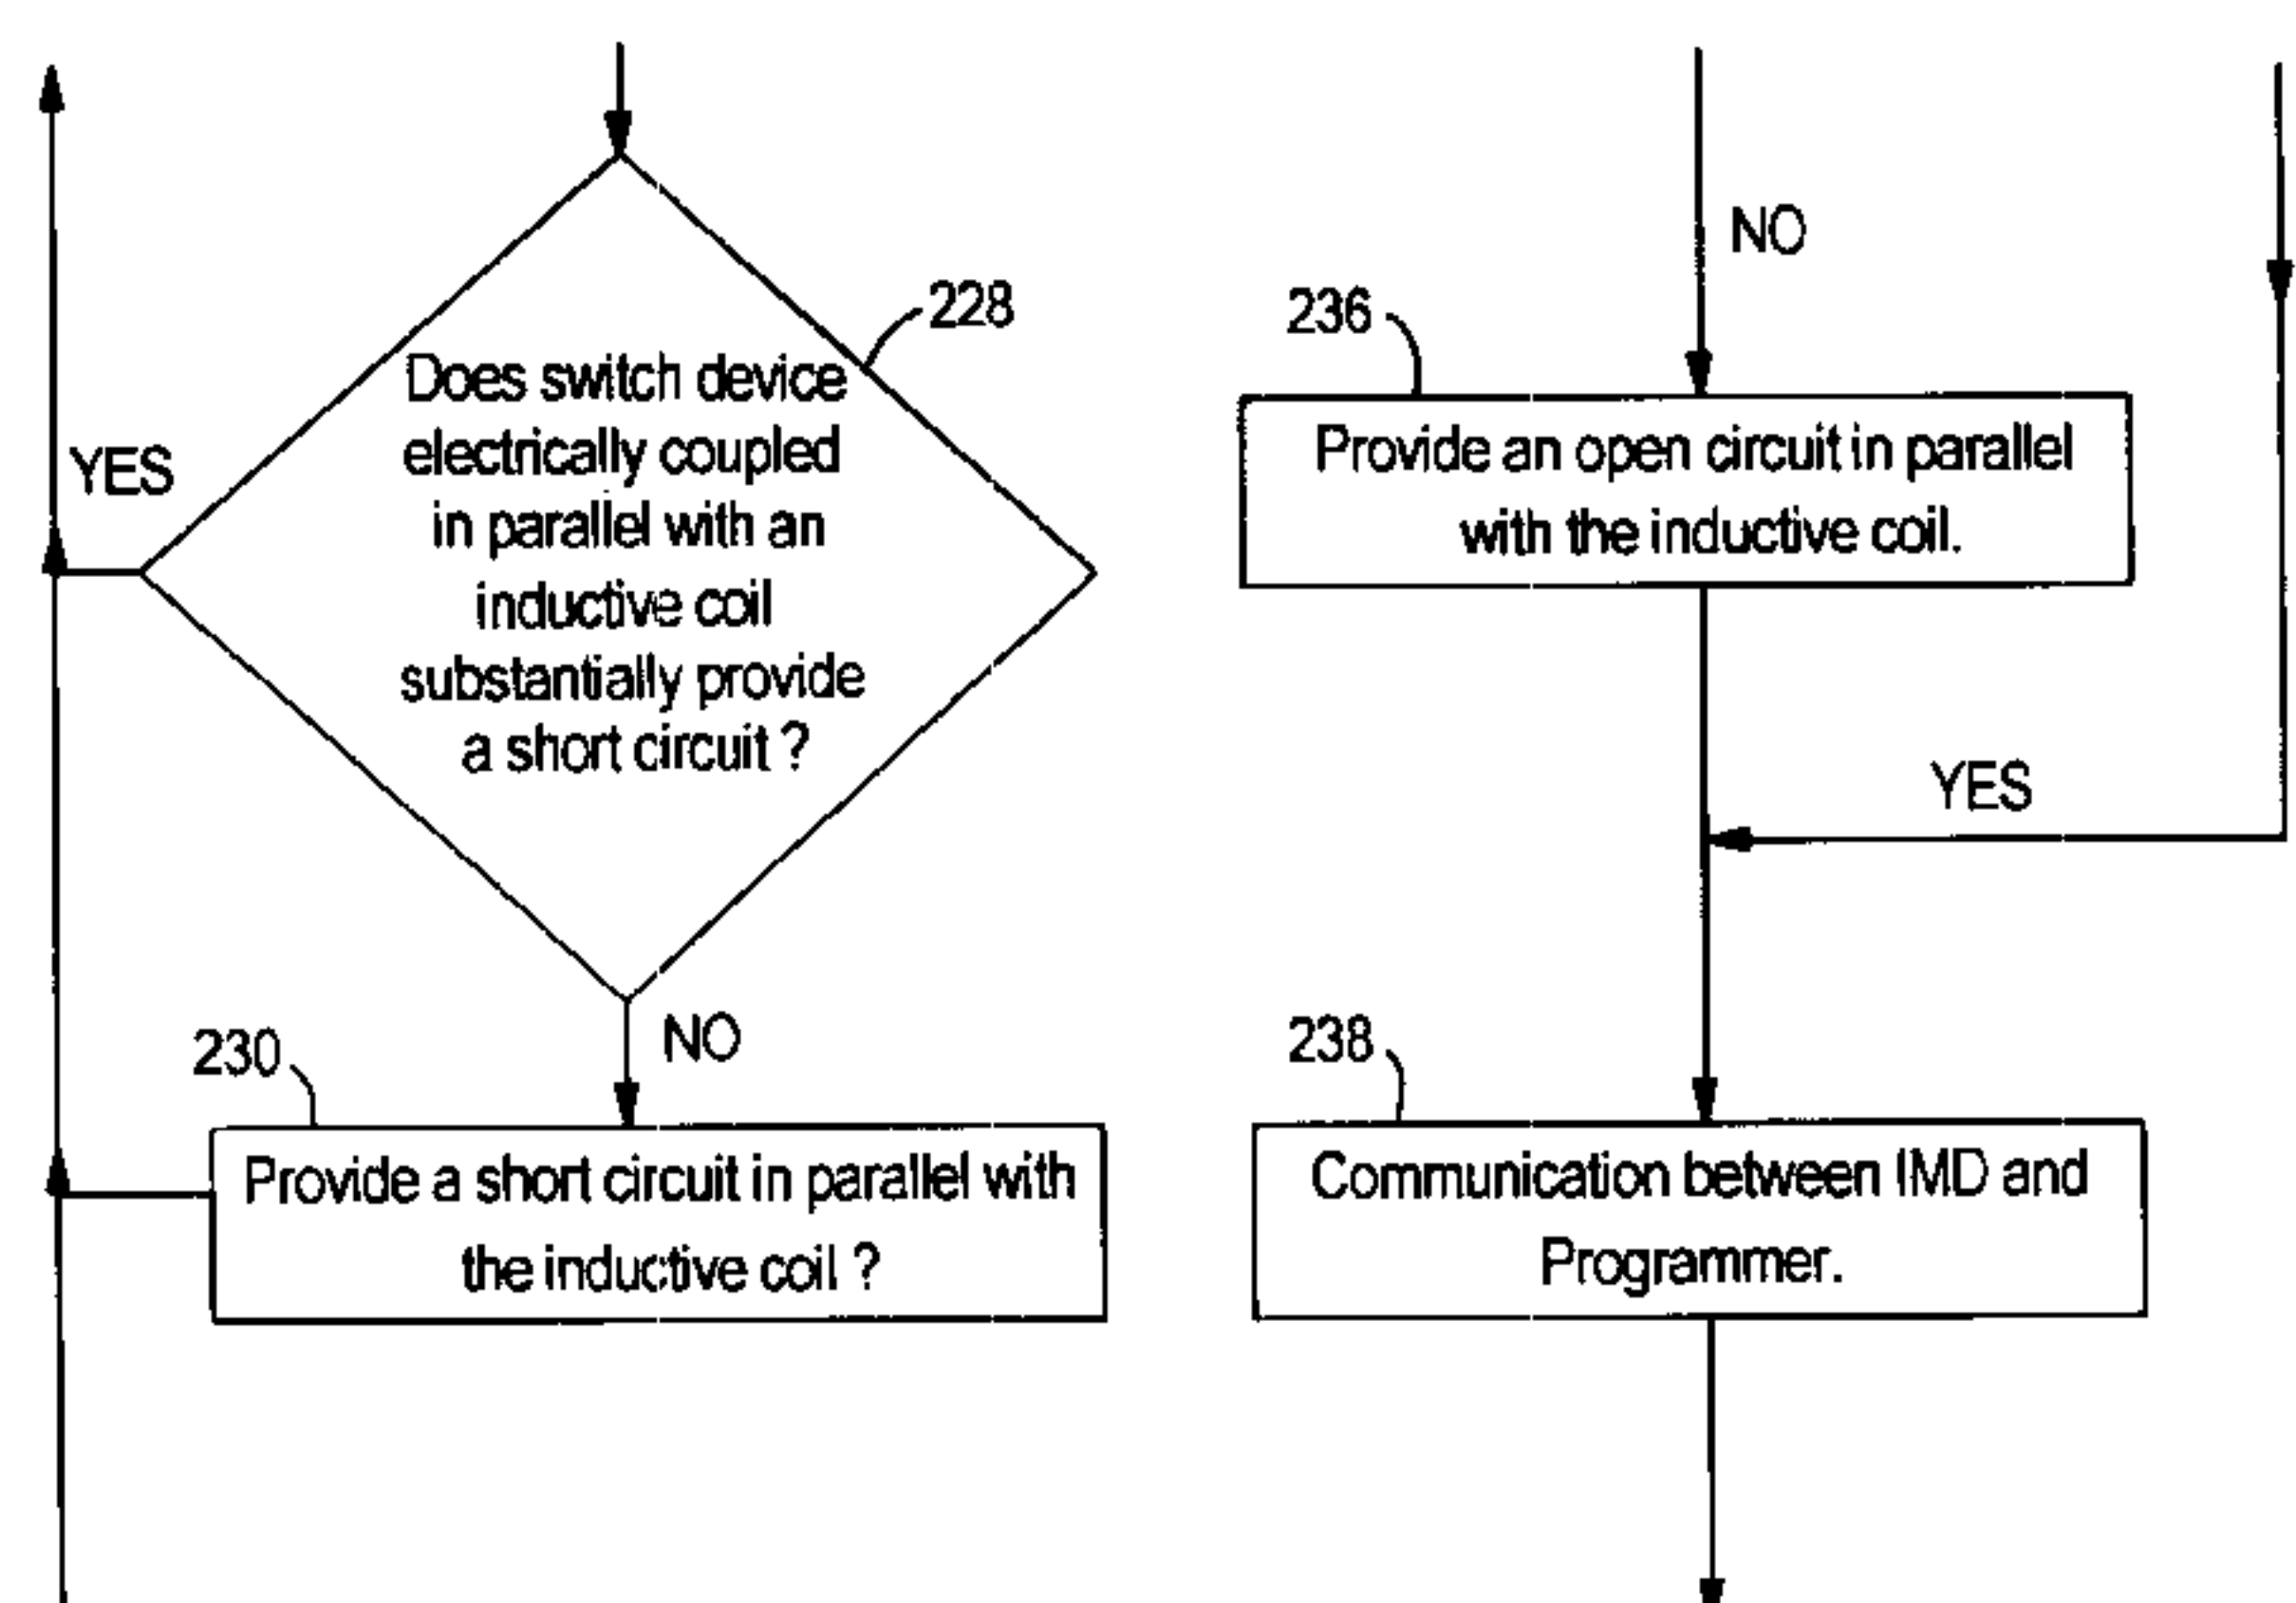 228
Does switch device
electrically coupled
in parallel with an
inductive coil
substantially provide
a short circuit ?
YES
NO
230
Provide a short circuit in parallel with
the inductive coil ?
NO
236
Provide an open circuit in parallel
with the inductive coil.
YES
238
Communication between IMD and
Programmer.